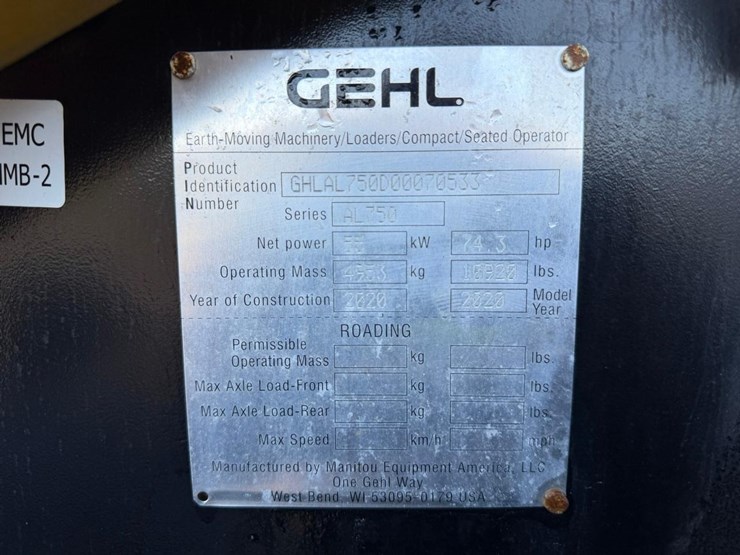 GEHL
EMC
MB-2
Earth-Moving Machinery/Loaders/Compact/Seated Operator
Product
Identification GHLAL750D00070533
Number
Series AL750
Net power 55 kW 74.3 hp
Operating Mass kg lbs.
Year of Construction 2020 2020 Model
Year
ROADING
Permissible
Operating Mass kg lbs.
Max Axle Load-Front kg lbs.
Max Axle Load-Rear kg lbs.
Max Speed km/h mph
Manufactured by Manitou Equipment America, LLC
One Gehl Way
West Bend, WI 53095-0179 USA